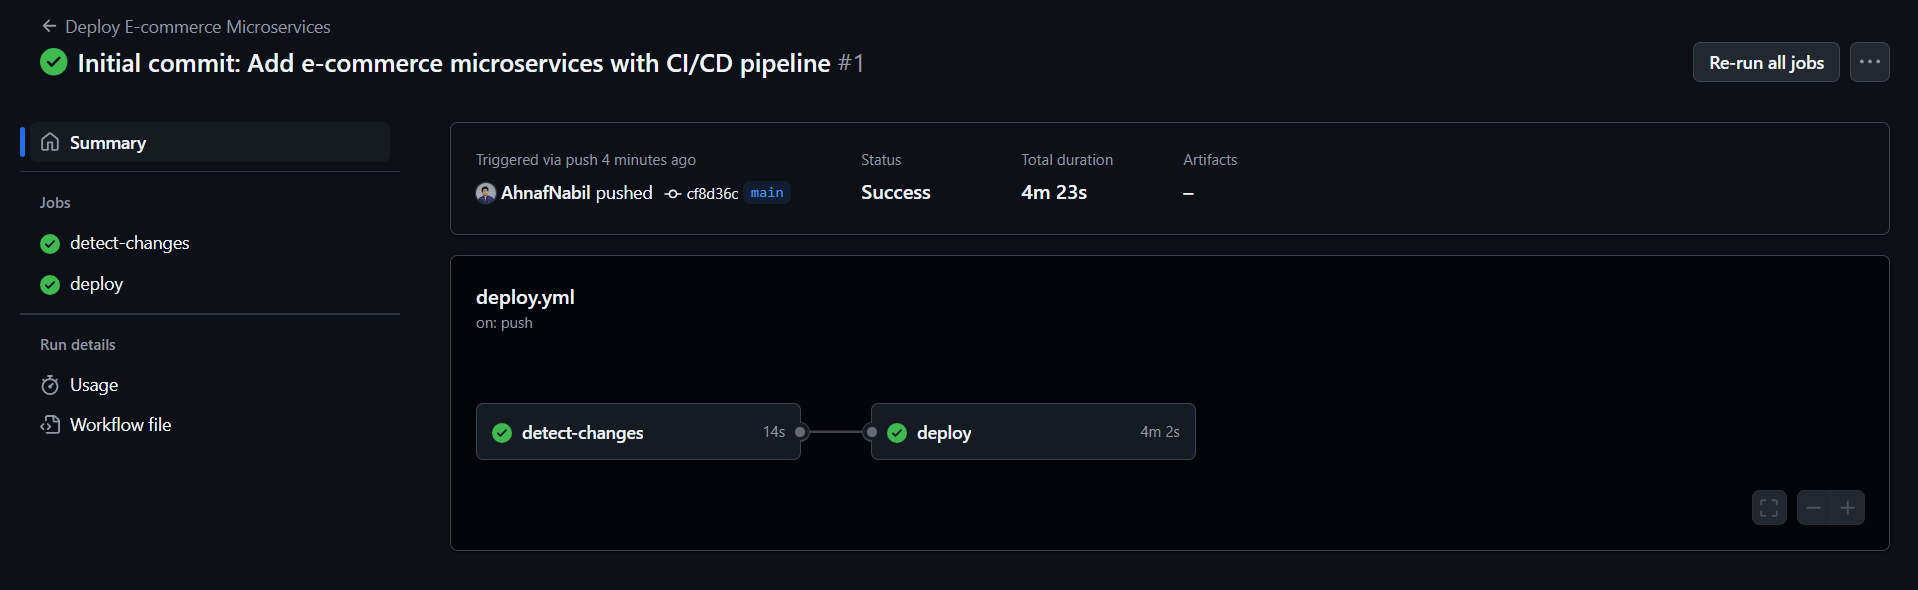 Deploy E-commerce Microservices
Initial commit: Add e-commerce microservices with CI/CD pipeline #1
Re-run all jobs
Summary
Jobs
detect-changes
deploy
Run details
Usage
Workflow file
Triggered via push 4 minutes ago
AhnafNabil pushed cf8d36c main
Status
Success
Total duration
4m 23s
Artifacts
–
deploy.yml
on: push
detect-changes 14s
deploy 4m 2s